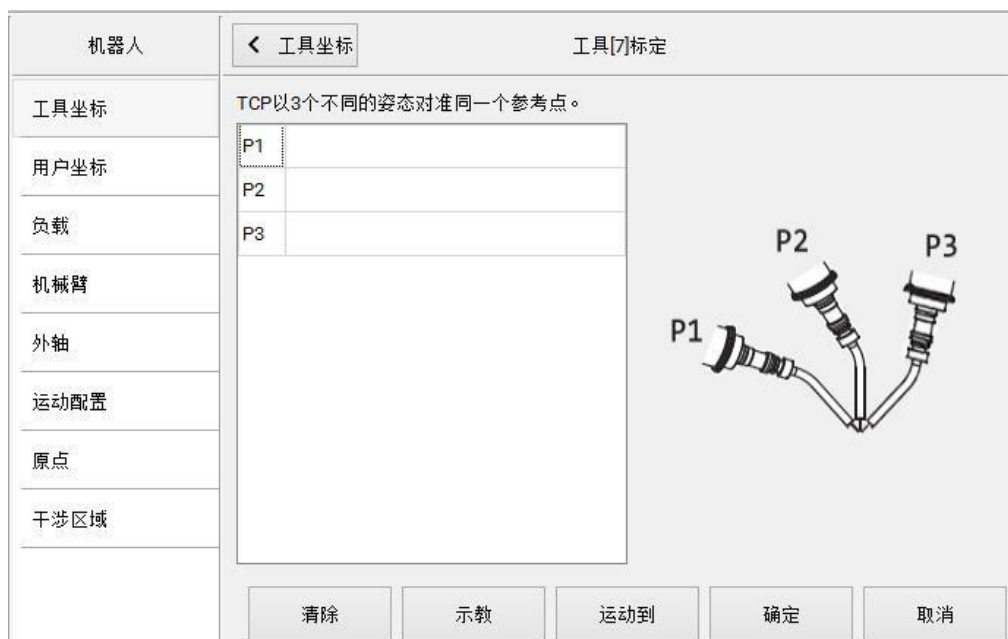 机器人
工具坐标
用户坐标
负载
机械臂
外轴
运动配置
原点
干涉区域
工具坐标
工具[7]标定
TCP以3个不同的姿态对准同一个参考点。
P1
P2
P3
P1
P2
P3
清除
示教
运动到
确定
取消